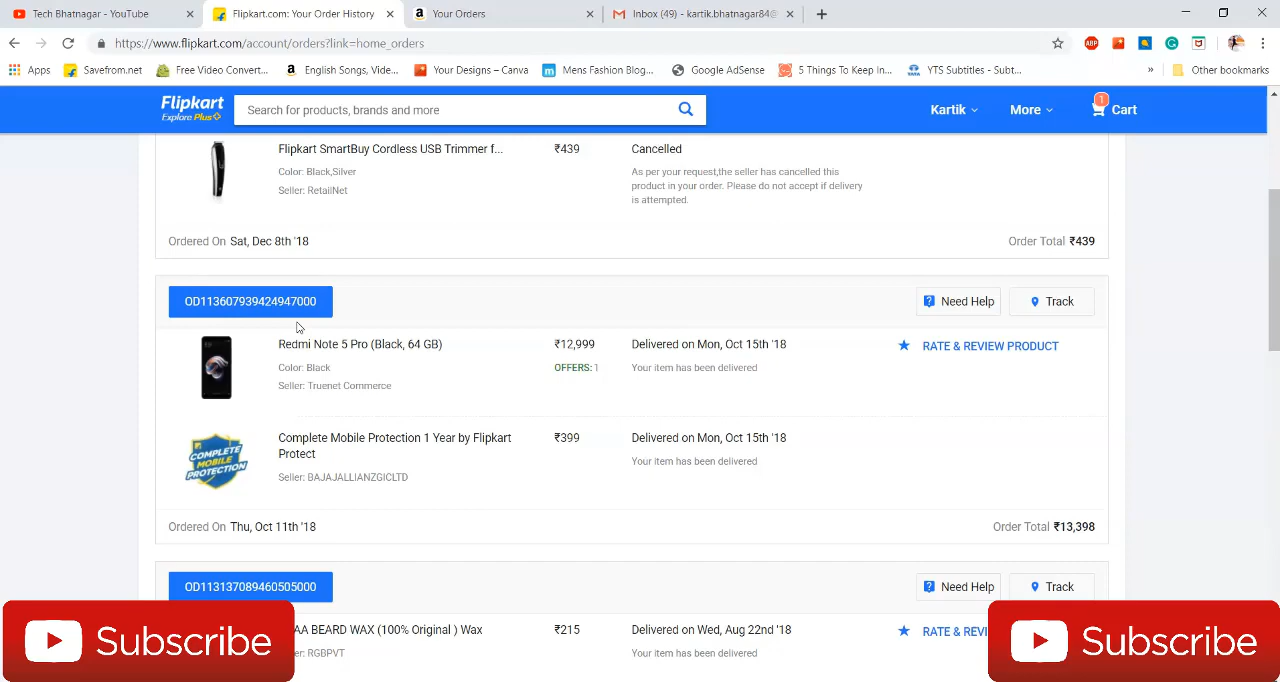 Tech Bhatnagar - YouTube
Flipkart.com: Your Order History
Your Orders
Inbox (49) - kartik.bhatnagar84@
https://www.flipkart.com/account/orders?link=home_orders
Apps
Savefrom.net
Free Video Convert...
English Songs, Vide...
Your Designs – Canva
Mens Fashion Blog...
Google AdSense
5 Things To Keep In...
YTS Subtitles - Subt...
» Other bookmarks
Flipkart
Explore Plus
Search for products, brands and more
Kartik
More
1
Cart
Flipkart SmartBuy Cordless USB Trimmer f...
₹439
Cancelled
Color: Black,Silver
As per your request,the seller has cancelled this
product in your order. Please do not accept if delivery
is attempted.
Seller: RetailNet
Ordered On Sat, Dec 8th '18
Order Total ₹439
OD113607939424947000
Need Help
Track
Redmi Note 5 Pro (Black, 64 GB)
₹12,999
Delivered on Mon, Oct 15th '18
RATE & REVIEW PRODUCT
Color: Black
OFFERS: 1
Your item has been delivered
Seller: Truenet Commerce
COMPLETE
MOBILE
PROTECTION
Complete Mobile Protection 1 Year by Flipkart
Protect
₹399
Delivered on Mon, Oct 15th '18
Your item has been delivered
Seller: BAJAJALLIANZGICLTD
Ordered On Thu, Oct 11th '18
Order Total ₹13,398
OD113137089460505000
Need Help
Track
AA BEARD WAX (100% Original ) Wax
₹215
Delivered on Wed, Aug 22nd '18
RATE & REVI
er: RGBPVT
Your item has been delivered
Subscribe
Subscribe